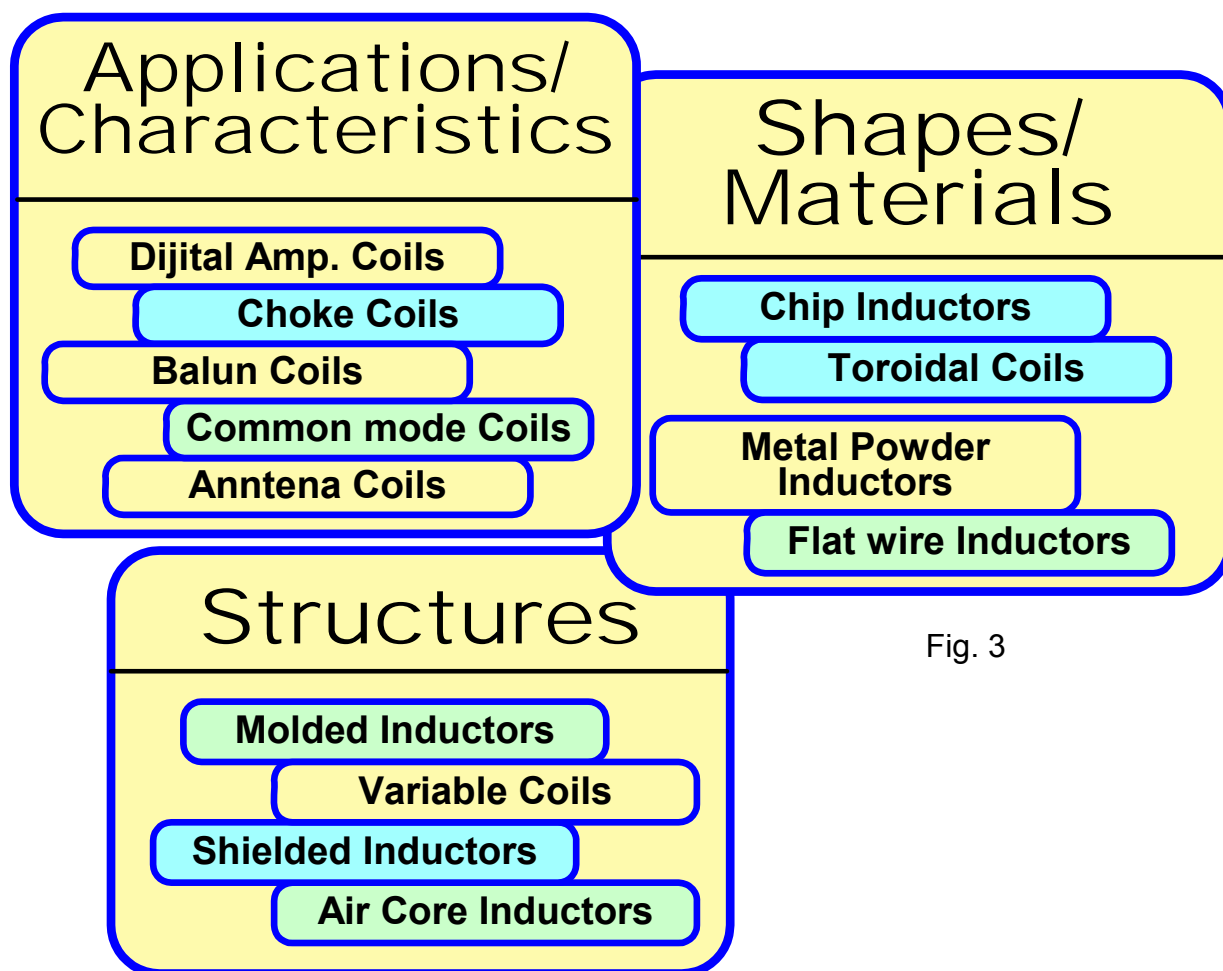 Applications/
Characteristics
Dijital Amp. Coils
Choke Coils
Balun Coils
Common mode Coils
Anntena Coils
Shapes/
Materials
Chip Inductors
Toroidal Coils
Metal Powder
Inductors
Flat wire Inductors
Structures
Molded Inductors
Variable Coils
Shielded Inductors
Air Core Inductors
Fig. 3